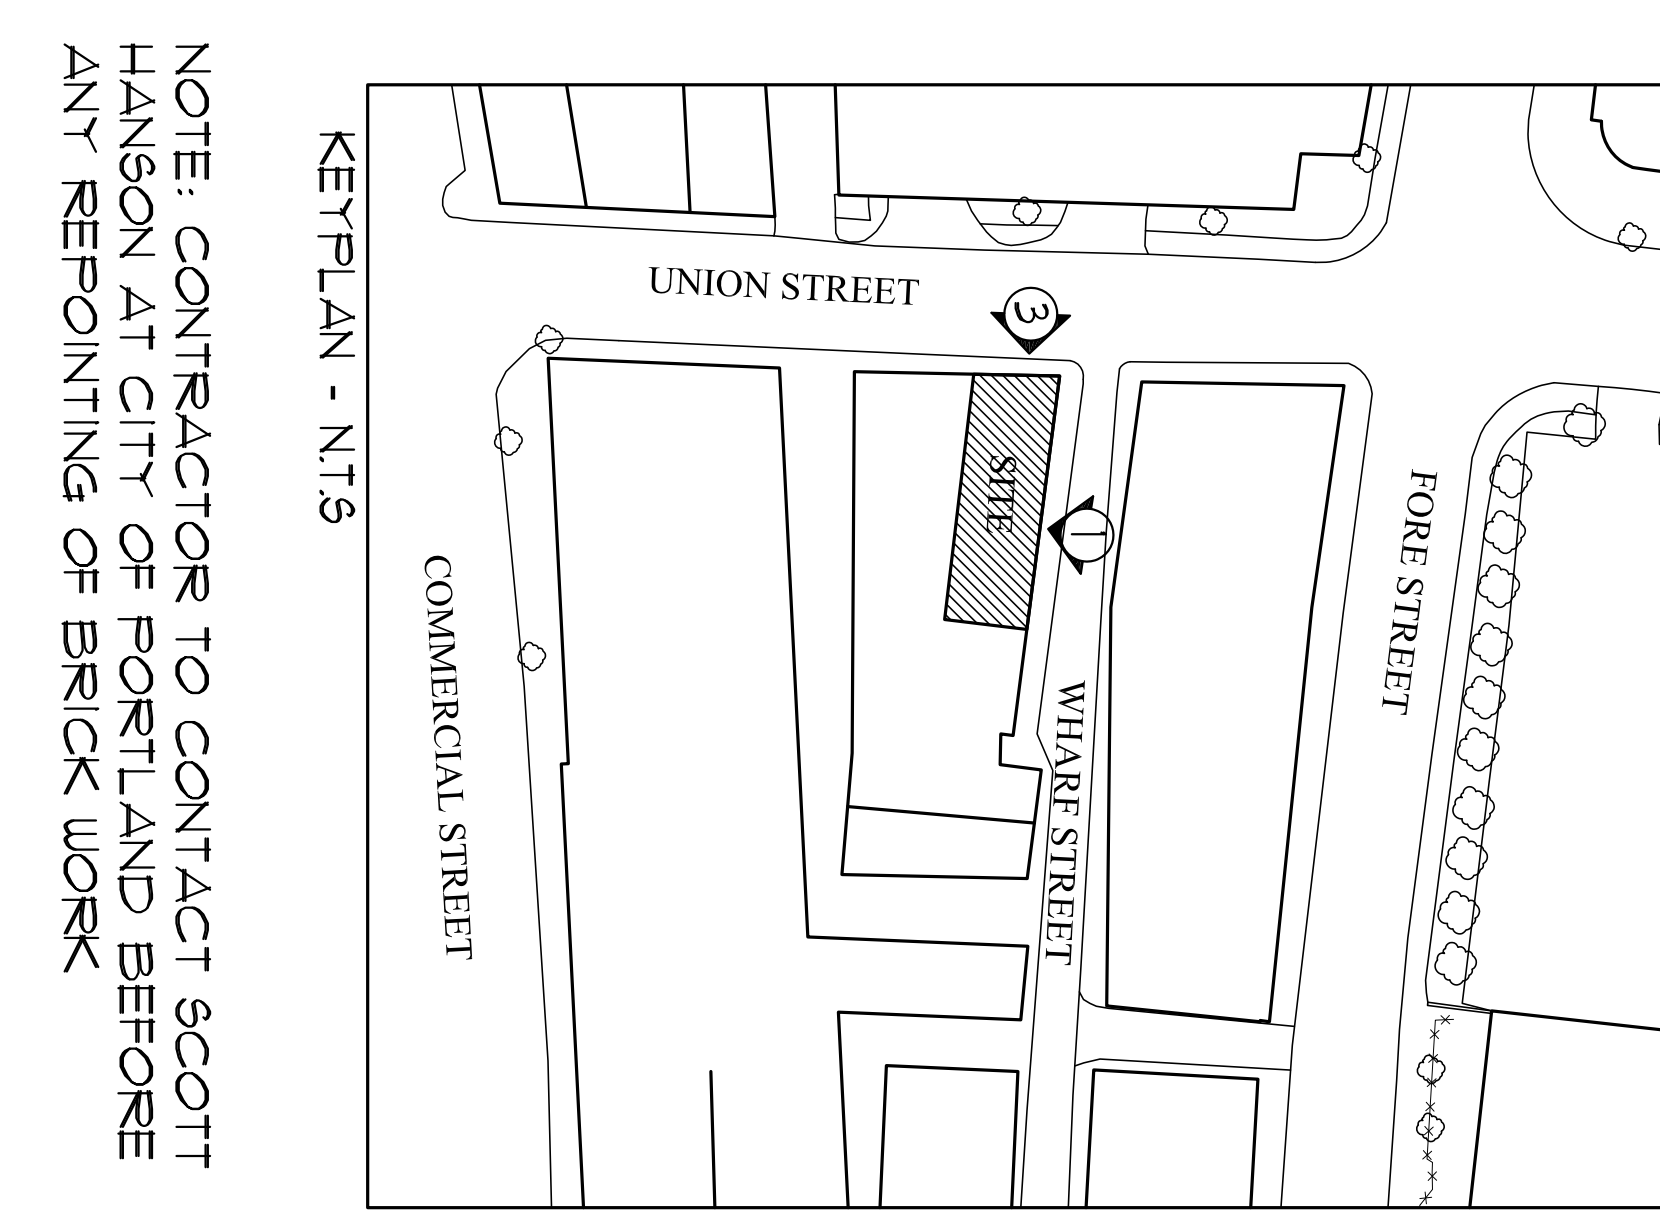 NOTE: CONTRACTOR TO CONTACT SCOTT
HANSON AT CITY OF PORTLAND BEFORE
ANY REPOINTING OF BRICK WORK
KEYPLAN - N.T.S
UNION STREET
3
SITE
1
FORE STREET
WHARF STREET
COMMERCIAL STREET